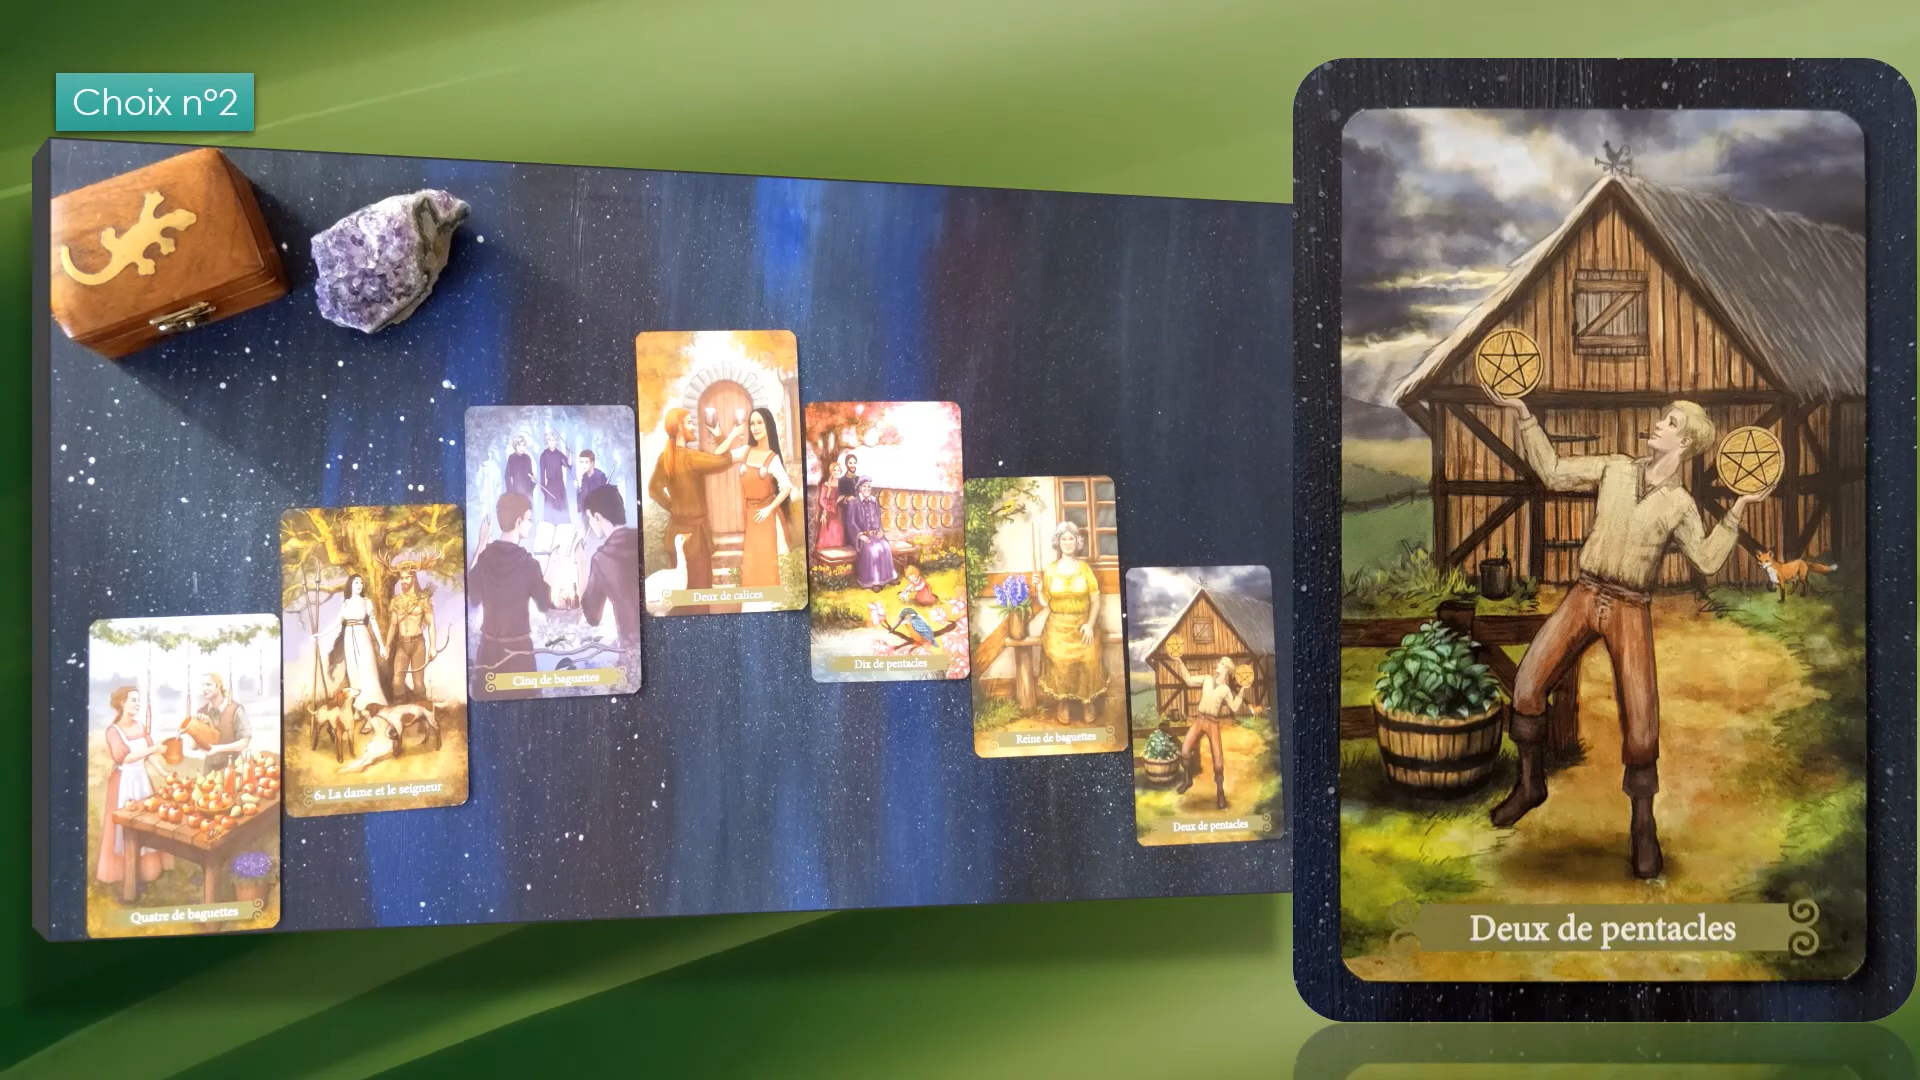 Choix n°2
Quatre de baguettes
6. La dame et le seigneur
Cinq de baguettes
Deux de calices
Dix de pentacles
Reine de baguettes
Deux de pentacles
Deux de pentacles